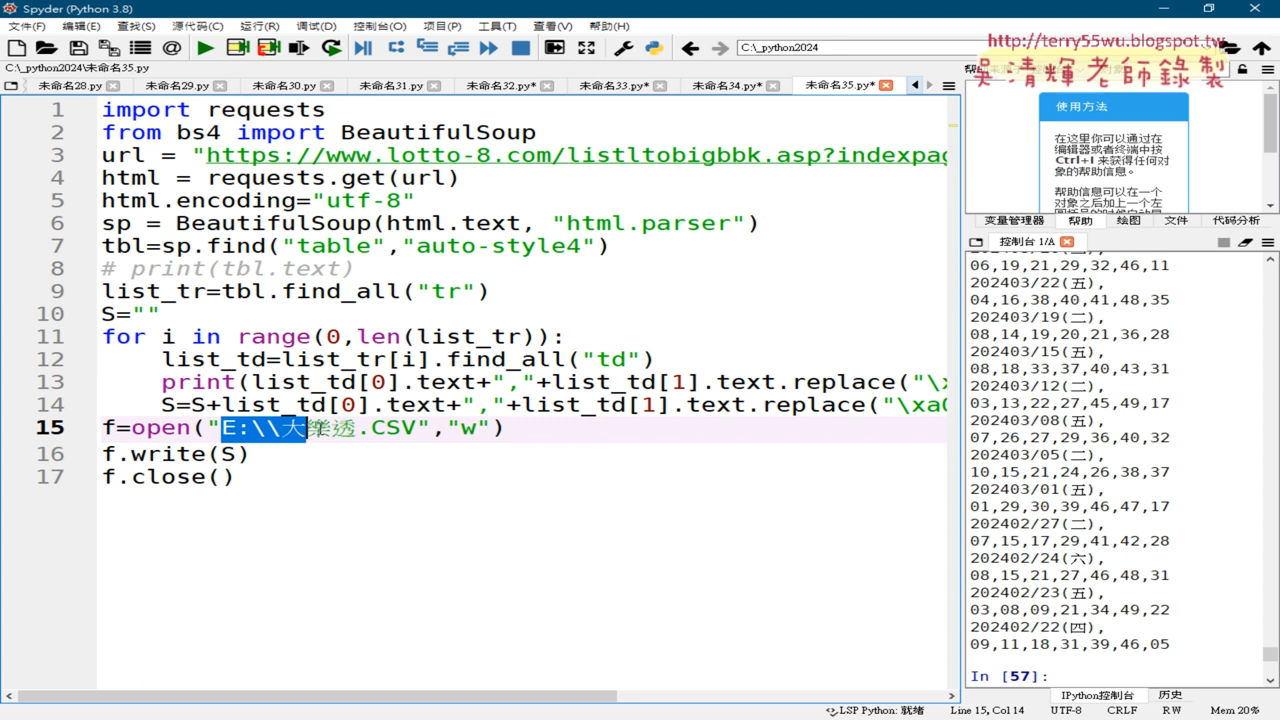 Spyder (Python 3.8)
文件(F) 编辑(E) 查找(S) 源代码(C) 运行(R) 调试(D) 控制台(O) 项目(P) 工具(T) 查看(V) 帮助(H)
C:\_python2024
http://terry55wu.blogspot.tw
吳清輝老師錄製
C:\_python2024\未命名35.py
未命名28.py 未命名29.py 未命名30.py 未命名31.py 未命名32.py* 未命名33.py* 未命名34.py* 未命名35.py*
1 import requests
2 from bs4 import BeautifulSoup
3 url = "https://www.lotto-8.com/listltobigbbk.asp?indexpag
4 html = requests.get(url)
5 html.encoding="utf-8"
6 sp = BeautifulSoup(html.text, "html.parser")
7 tbl=sp.find("table","auto-style4")
8 # print(tbl.text)
9 list_tr=tbl.find_all("tr")
10 S=""
11 for i in range(0,len(list_tr)):
12 list_td=list_tr[i].find_all("td")
13 print(list_td[0].text+","+list_td[1].text.replace("\x
14 S=S+list_td[0].text+","+list_td[1].text.replace("\xa0
15 f=open("E:\\大樂透.CSV","w")
16 f.write(S)
17 f.close()
使用方法
在这里你可以通过在
编辑器或者终端中按
Ctrl+I 来获得任何对
象的帮助信息。
帮助信息可以在一个
对象之后加上一个左
变量管理器 帮助 绘图 文件 代码分析
控制台 1/A
06,19,21,29,32,46,11
202403/22(五),
04,16,38,40,41,48,35
202403/19(二),
08,14,19,20,21,36,28
202403/15(五),
08,18,33,37,40,43,31
202403/12(二),
03,13,22,27,45,49,17
202403/08(五),
07,26,27,29,36,40,32
202403/05(二),
10,15,21,24,26,38,37
202403/01(五),
01,29,30,39,46,47,17
202402/27(二),
07,15,17,29,41,42,28
202402/24(六),
08,15,21,27,46,48,31
202402/23(五),
03,08,09,21,34,49,22
202402/22(四),
09,11,18,31,39,46,05
In [57]:
IPython控制台 历史
LSP Python: 就绪 Line 15, Col 14 UTF-8 CRLF RW Mem 20%